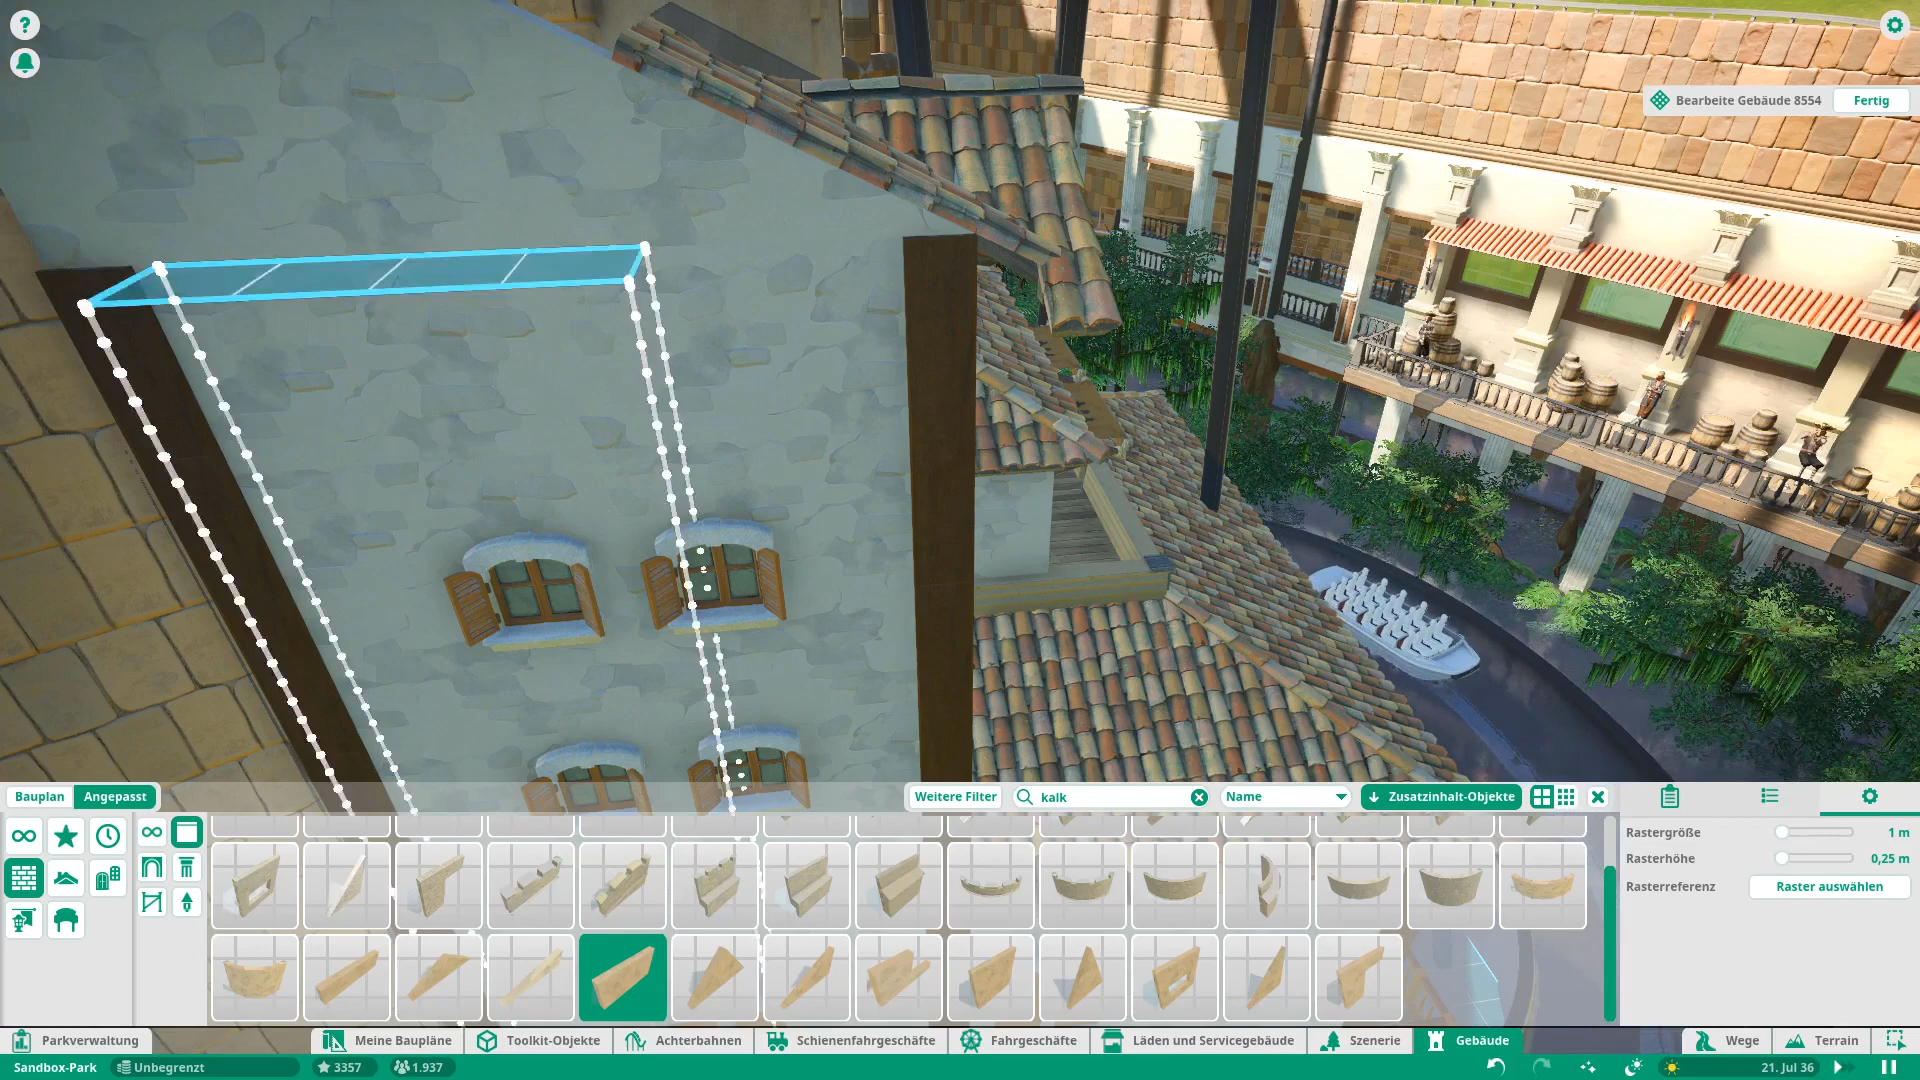 ?
Bearbeite Gebäude 8554
Fertig
Bauplan
Angepasst
Weitere Filter
kalk
Name
Zusatzinhalt-Objekte
Rastergröße
1 m
Rasterhöhe
0,25 m
Rasterreferenz
Raster auswählen
Parkverwaltung
Meine Baupläne
Toolkit-Objekte
Achterbahnen
Schienenfahrgeschäfte
Fahrgeschäfte
Läden und Servicegebäude
Szenerie
Gebäude
Wege
Terrain
Sandbox-Park
Unbegrenzt
3357
1.937
21. Jul 36